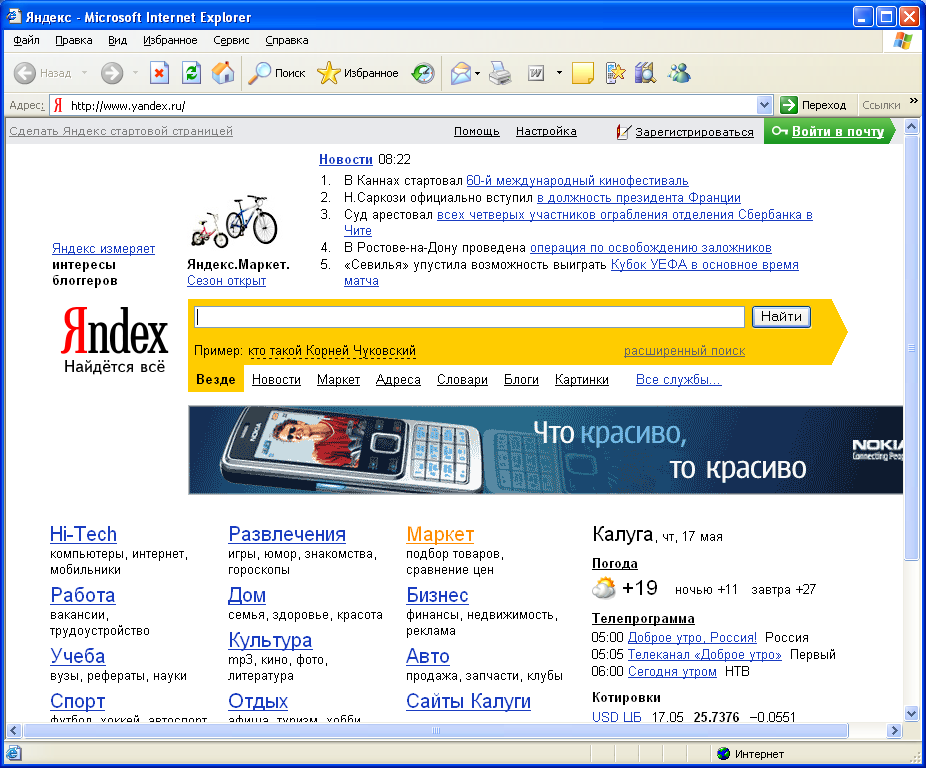 Яндекс - Microsoft Internet Explorer
Файл Правка Вид Избранное Сервис Справка
Назад Поиск Избранное
Адрес: http://www.yandex.ru/ Переход Ссылки »
Сделать Яндекс стартовой страницей Помощь Настройка Зарегистрироваться Войти в почту
Новости 08:22
1. В Каннах стартовал 60-й международный кинофестиваль
2. Н.Саркози официально вступил в должность президента Франции
3. Суд арестовал всех четверых участников ограбления отделения Сбербанка в
Чите
4. В Ростове-на-Дону проведена операция по освобождению заложников
5. «Севилья» упустила возможность выиграть Кубок УЕФА в основное время
матча
Яндекс измеряет
интересы
блоггеров
Яндекс.Маркет.
Сезон открыт
Яndex
Найдётся всё
Найти
Пример: кто такой Корней Чуковский расширенный поиск
Везде Новости Маркет Адреса Словари Блоги Картинки Все службы...
NOKIA
Что красиво,
то красиво
NOKIA
Connecting Peop
Hi-Tech
компьютеры, интернет,
мобильники
Работа
вакансии,
трудоустройство
Учеба
вузы, рефераты, науки
Спорт
футбол, хоккей, автоспорт
Развлечения
игры, юмор, знакомства,
гороскопы
Дом
семья, здоровье, красота
Культура
mp3, кино, фото,
литература
Отдых
афиша, туризм, хобби
Маркет
подбор товаров,
сравнение цен
Бизнес
финансы, недвижимость,
реклама
Авто
продажа, запчасти, клубы
Сайты Калуги
Калуга, чт, 17 мая
Погода
+19 ночью +11 завтра +27
Телепрограмма
05:00 Доброе утро, Россия! Россия
05:05 Телеканал «Доброе утро» Первый
06:00 Сегодня утром НТВ
Котировки
USD ЦБ 17.05 25.7376 −0.0551
Интернет